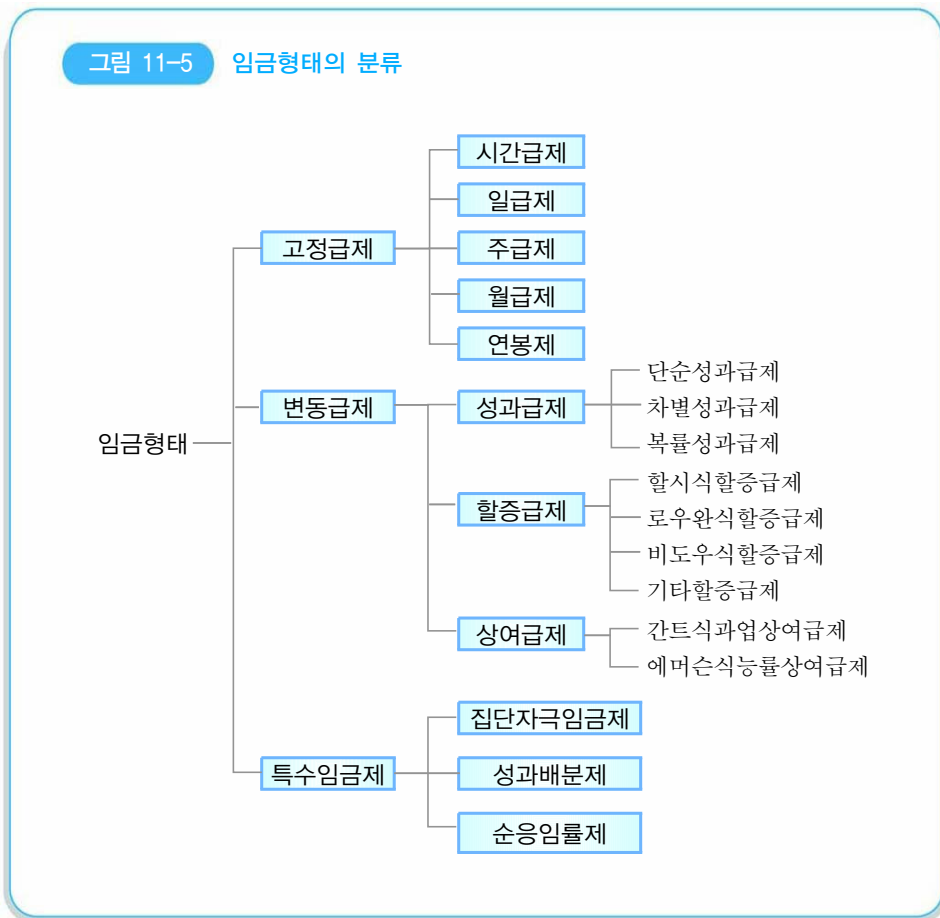 그림 11-5 임금형태의 분류
시간급제
일급제
고정급제
주급제
월급제
연봉제
단순성과급제
변동급제
성과급제
차별성과급제
임금형태
복률성과급제
할시식할증급제
할증급제
로우완식할증급제
비도우식할증급제
기타할증급제
상여급제
간트식과업상여급제
에머슨식능률상여급제
집단자극임금제
특수임금제
성과배분제
순응임률제